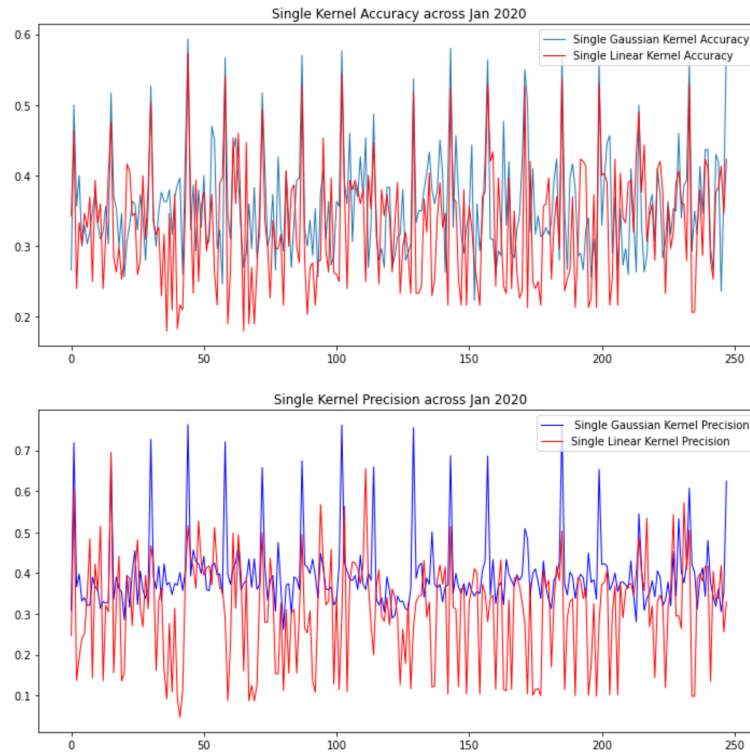 Single Kernel Accuracy across Jan 2020
Single Gaussian Kernel Accuracy
Single Linear Kernel Accuracy
0.6
0.5
0.4
0.3
0.2
0 50 100 150 200 250
Single Kernel Precision across Jan 2020
Single Gaussian Kernel Precision
Single Linear Kernel Precision
0.7
0.6
0.5
0.4
0.3
0.2
0.1
0 50 100 150 200 250